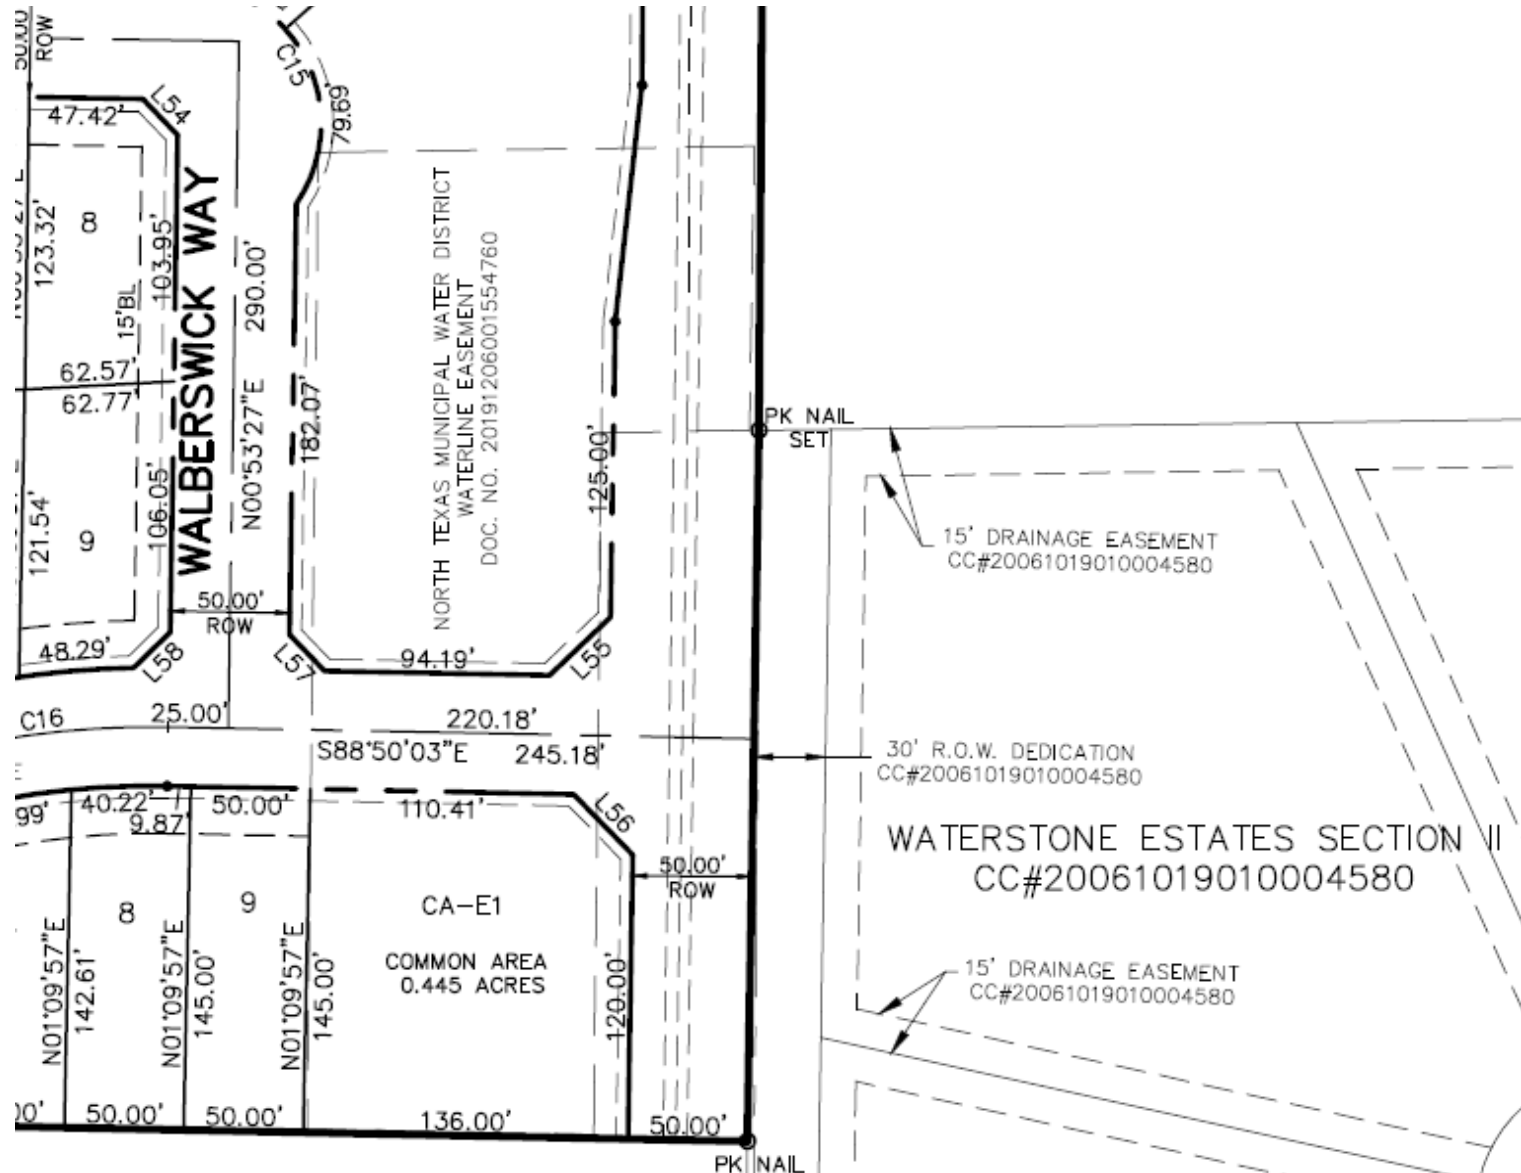 50.00
ROW
C15
79.69'
L54
47.42'
8
123.32'
103.95'
15'BL
WALBERSWICK WAY
290.00'
N00°53'27"E
62.57'
62.77'
182.07'
NORTH TEXAS MUNICIPAL WATER DISTRICT
WATERLINE EASEMENT
DOC. NO. 20191206001554760
125.00'
PK NAIL
SET
121.54'
9
106.05'
15' DRAINAGE EASEMENT
CC#20061019010004580
50.00'
ROW
48.29'
L58
L57
94.19'
L55
C16
25.00'
220.18'
S88°50'03"E
245.18'
30' R.O.W. DEDICATION
CC#20061019010004580
99'
40.22'
9.87'
50.00'
110.41'
L56
WATERSTONE ESTATES SECTION II
CC#20061019010004580
50.00'
ROW
8
9
CA-E1
COMMON AREA
0.445 ACRES
N01°09'57"E
142.61'
N01°09'57"E
145.00'
N01°09'57"E
145.00'
120.00'
15' DRAINAGE EASEMENT
CC#20061019010004580
00'
50.00'
50.00'
136.00'
50.00'
PK NAIL